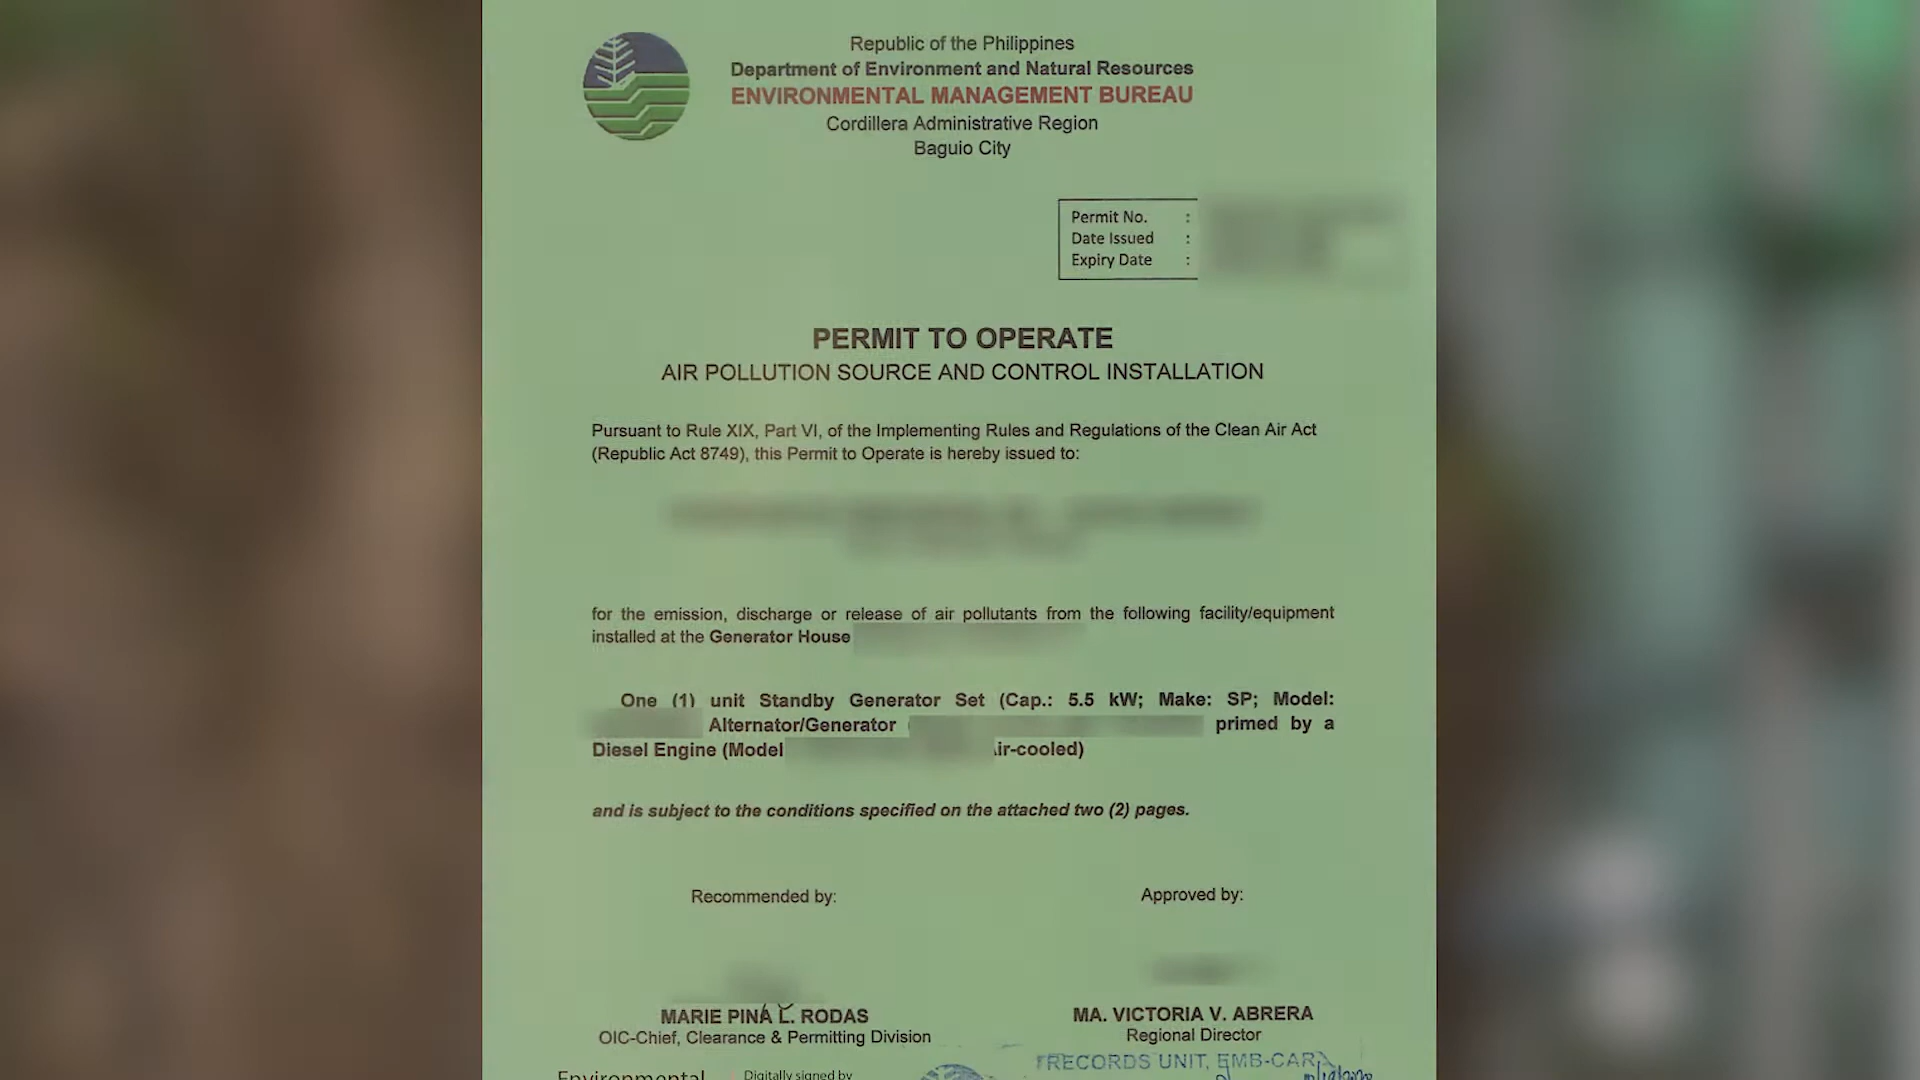 Republic of the Philippines
Department of Environment and Natural Resources
ENVIRONMENTAL MANAGEMENT BUREAU
Cordillera Administrative Region
Baguio City
Permit No. :
Date Issued :
Expiry Date :
PERMIT TO OPERATE
AIR POLLUTION SOURCE AND CONTROL INSTALLATION
Pursuant to Rule XIX, Part VI, of the Implementing Rules and Regulations of the Clean Air Act
(Republic Act 8749), this Permit to Operate is hereby issued to:
for the emission, discharge or release of air pollutants from the following facility/equipment
installed at the Generator House
One (1) unit Standby Generator Set (Cap.: 5.5 kW; Make: SP; Model:
Alternator/Generator primed by a
Diesel Engine (Model ir-cooled)
and is subject to the conditions specified on the attached two (2) pages.
Recommended by:
Approved by:
MARIE PINA L. RODAS
OIC-Chief, Clearance & Permitting Division
MA. VICTORIA V. ABRERA
Regional Director
RECORDS UNIT, EMB-CAR
Environmental
Digitally signed by